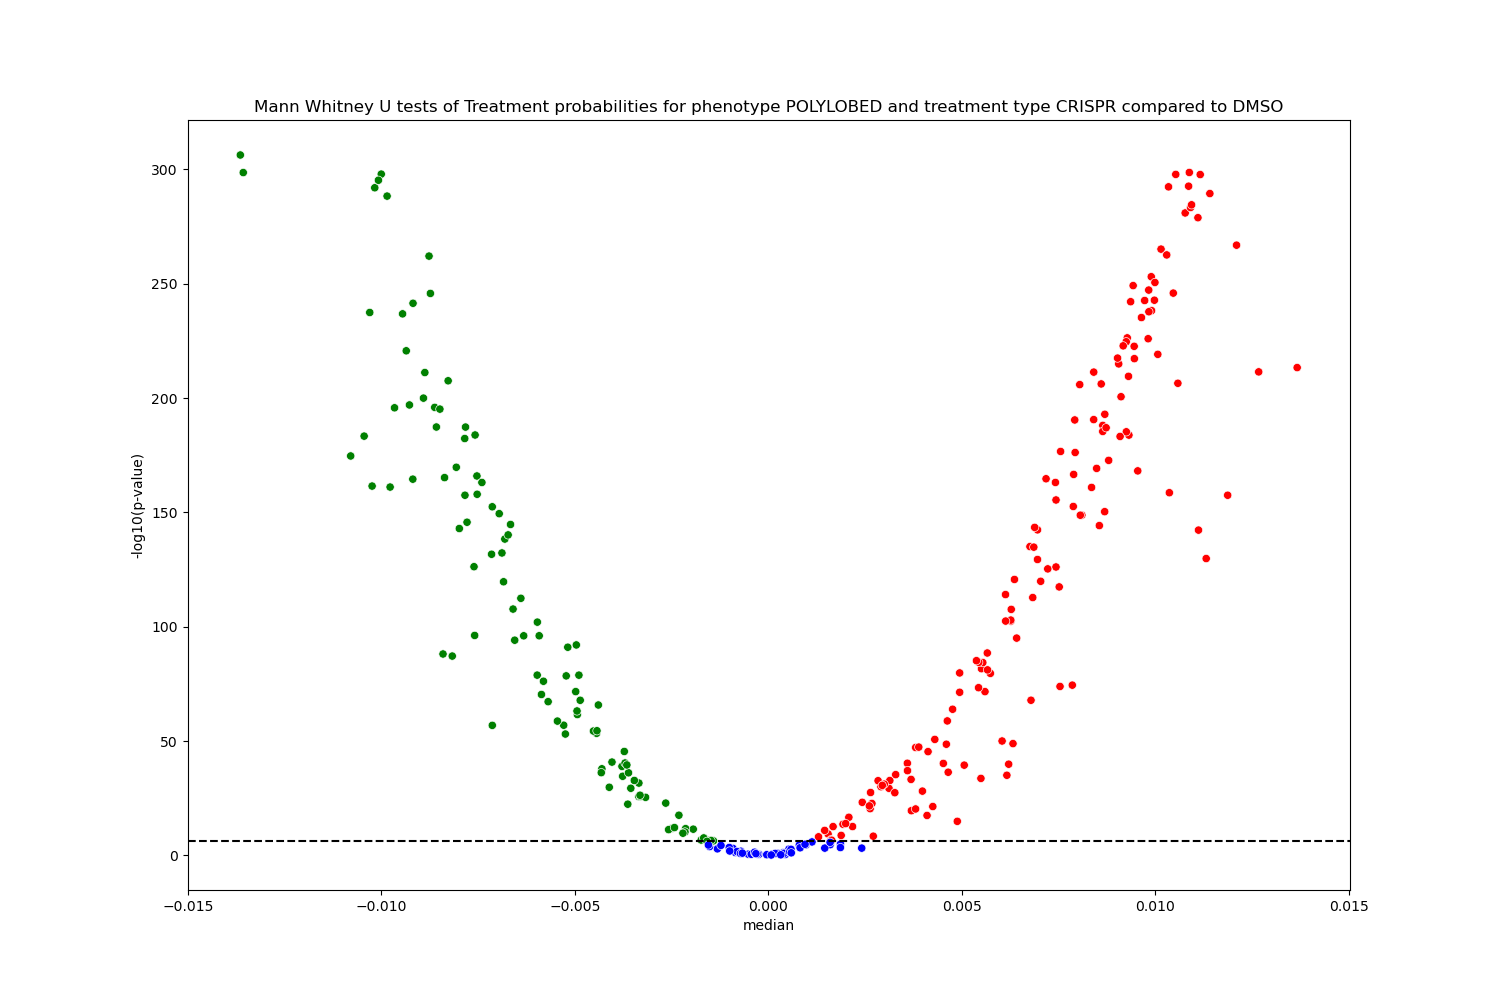 Mann Whitney U tests of Treatment probabilities for phenotype POLYLOBED and treatment type CRISPR compared to DMSO
-log10(p-value)
300
250
200
150
100
50
0
−0.015 −0.010 −0.005 0.000 0.005 0.010 0.015
median